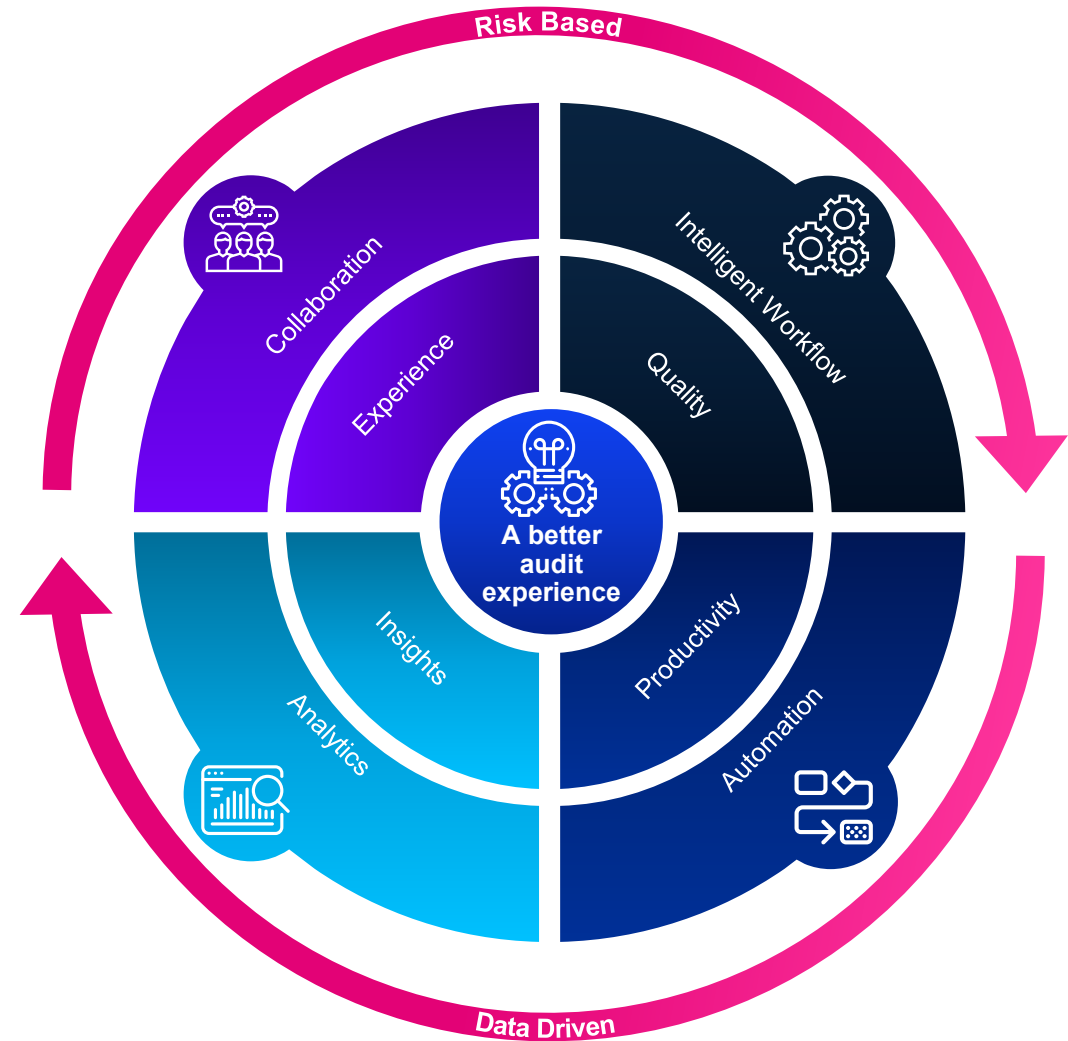 Risk Based
Collaboration
Experience
Intelligent Workflow
Quality
A better
audit
experience
Insights
Analytics
Productivity
Automation
Data Driven